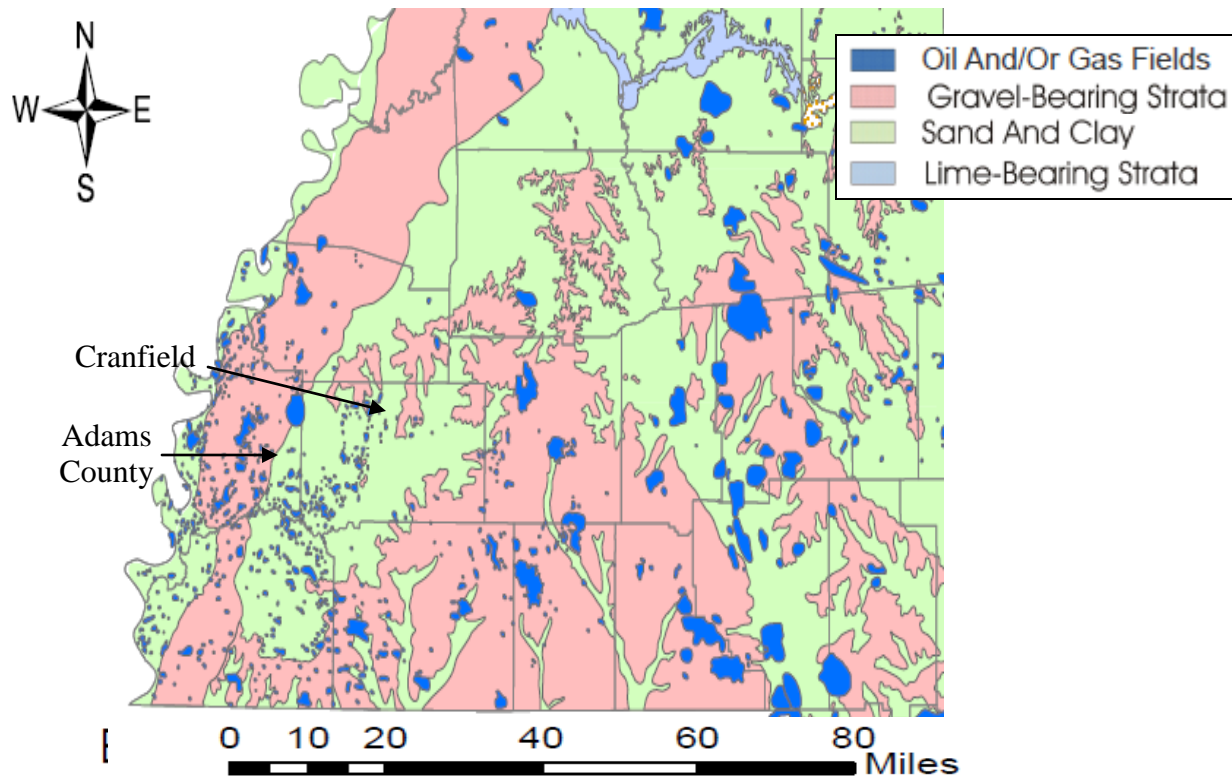 N
W
E
S
Oil And/Or Gas Fields
Gravel-Bearing Strata
Sand And Clay
Lime-Bearing Strata
Cranfield
Adams
County
0 10 20 40 60 80
Miles